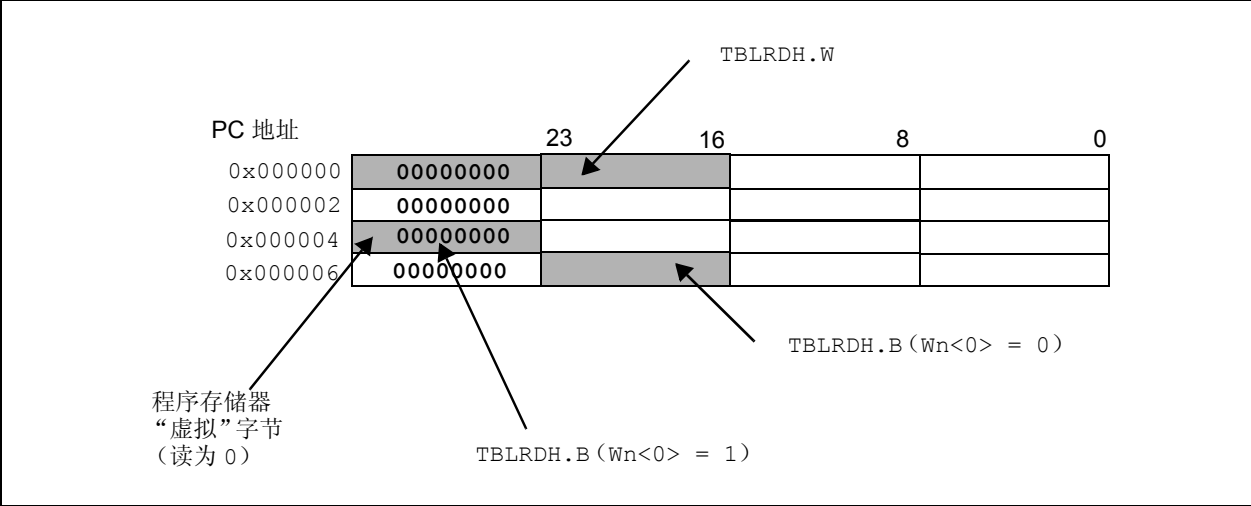 TBLRDH.W
PC 地址
23 16 8 0
0x000000 00000000
0x000002 00000000
0x000004 00000000
0x000006 00000000
TBLRDH.B（Wn<0> = 0）
程序存储器
“虚拟”字节
（读为 0）
TBLRDH.B（Wn<0> = 1）